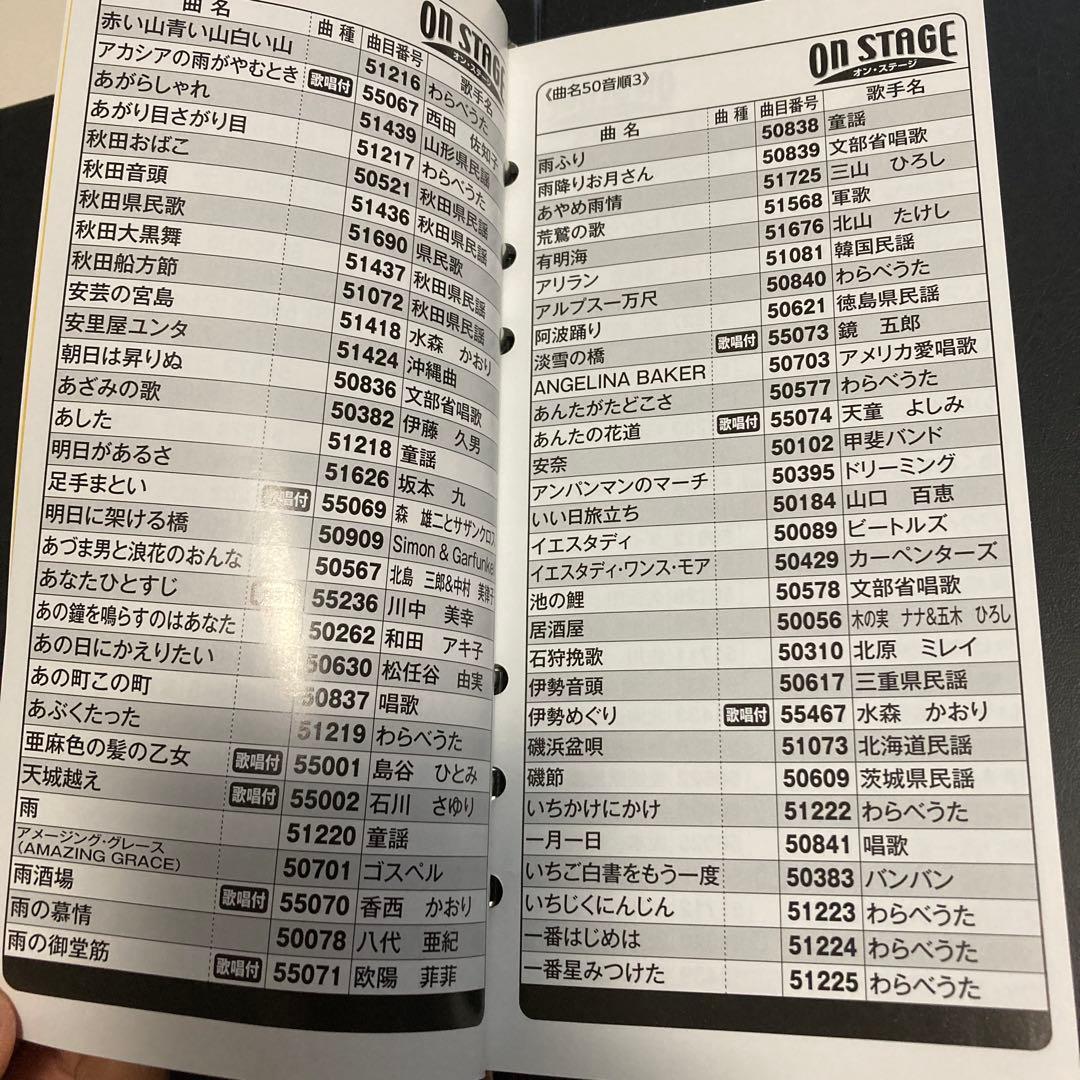 ON STAGE
オン・ステージ
曲名 曲種 曲目番号 歌手名
赤い山青い山白い山 51216 わらべうた
アカシアの雨がやむとき 歌唱付 55067 西田 佐知子
あがらしゃれ 51439 山形県民謡
あがり目さがり目 51217 わらべうた
秋田おばこ 50521 秋田県民謡
秋田音頭 51436 秋田県民謡
秋田県民歌 51690 県民歌
秋田大黒舞 51437 秋田県民謡
秋田船方節 51072 秋田県民謡
安芸の宮島 51418 水森 かおり
安里屋ユンタ 51424 沖縄曲
朝日は昇りぬ 50836 文部省唱歌
あざみの歌 50382 伊藤 久男
あした 51218 童謡
明日があるさ 51626 坂本 九
足手まとい 歌唱付 55069 森 雄二とサザンクロス
明日に架ける橋 50909 Simon & Garfunke
あづま男と浪花のおんな 50567 北島 三郎&中村 美律子
あなたひとすじ 55236 川中 美幸
あの鐘を鳴らすのはあなた 50262 和田 アキ子
あの日にかえりたい 50630 松任谷 由実
あの町この町 50837 唱歌
あぶくたった 51219 わらべうた
亜麻色の髪の乙女 歌唱付 55001 島谷 ひとみ
天城越え 歌唱付 55002 石川 さゆり
雨 51220 童謡
アメージング・グレース
(AMAZING GRACE) 50701 ゴスペル
雨酒場 歌唱付 55070 香西 かおり
雨の慕情 50078 八代 亜紀
雨の御堂筋 歌唱付 55071 欧陽 菲菲
ON STAGE
オン・ステージ
《曲名50音順3》
曲名 曲種 曲目番号 歌手名
雨ふり 50838 童謡
雨降りお月さん 50839 文部省唱歌
あやめ雨情 51725 三山 ひろし
荒鷲の歌 51568 軍歌
有明海 51676 北山 たけし
アリラン 51081 韓国民謡
アルプス一万尺 50840 わらべうた
阿波踊り 50621 徳島県民謡
淡雪の橋 歌唱付 55073 鏡 五郎
ANGELINA BAKER 50703 アメリカ愛唱歌
あんたがたどこさ 50577 わらべうた
あんたの花道 歌唱付 55074 天童 よしみ
安奈 50102 甲斐バンド
アンパンマンのマーチ 50395 ドリーミング
いい日旅立ち 50184 山口 百恵
イエスタディ 50089 ビートルズ
イエスタディ・ワンス・モア 50429 カーペンターズ
池の鯉 50578 文部省唱歌
居酒屋 50056 木の実 ナナ&五木 ひろし
石狩挽歌 50310 北原 ミレイ
伊勢音頭 50617 三重県民謡
伊勢めぐり 歌唱付 55467 水森 かおり
磯浜盆唄 51073 北海道民謡
磯節 50609 茨城県民謡
いちかけにかけ 51222 わらべうた
一月一日 50841 唱歌
いちご白書をもう一度 50383 バンバン
いちじくにんじん 51223 わらべうた
一番はじめは 51224 わらべうた
一番星みつけた 51225 わらべうた